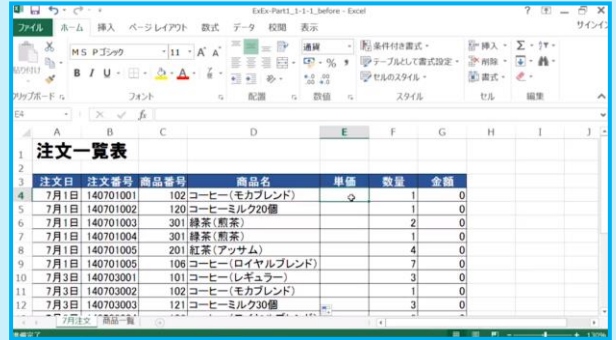 ExEx-Part1_1-1-1_before - Excel
サインイン
ファイル ホーム 挿入 ページ レイアウト 数式 データ 校閲 表示
貼り付け
MS Pゴシック 11 A A
B I U A
通貨
% ,
条件付き書式
テーブルとして書式設定
セルのスタイル
挿入
削除
書式
Σ
クリップボード フォント 配置 数値 スタイル セル 編集
E4 fx
A B C D E F G H I J
1 注文一覧表
2
3 注文日 注文番号 商品番号 商品名 単価 数量 金額
4 7月1日 140701001 102 コーヒー(モカブレンド) 1 0
5 7月1日 140701002 120 コーヒーミルク20個 1 0
6 7月1日 140701003 301 緑茶(煎茶) 2 0
7 7月1日 140701004 301 緑茶(煎茶) 1 0
8 7月1日 140701005 201 紅茶(アッサム) 4 0
9 7月1日 140701005 106 コーヒー(ロイヤルブレンド) 7 0
10 7月3日 140703001 101 コーヒー(レギュラー) 3 0
11 7月3日 140703002 102 コーヒー(モカブレンド) 1 0
12 7月3日 140703003 121 コーヒーミルク30個 3 0
7月注文 商品一覧
準備完了 130%